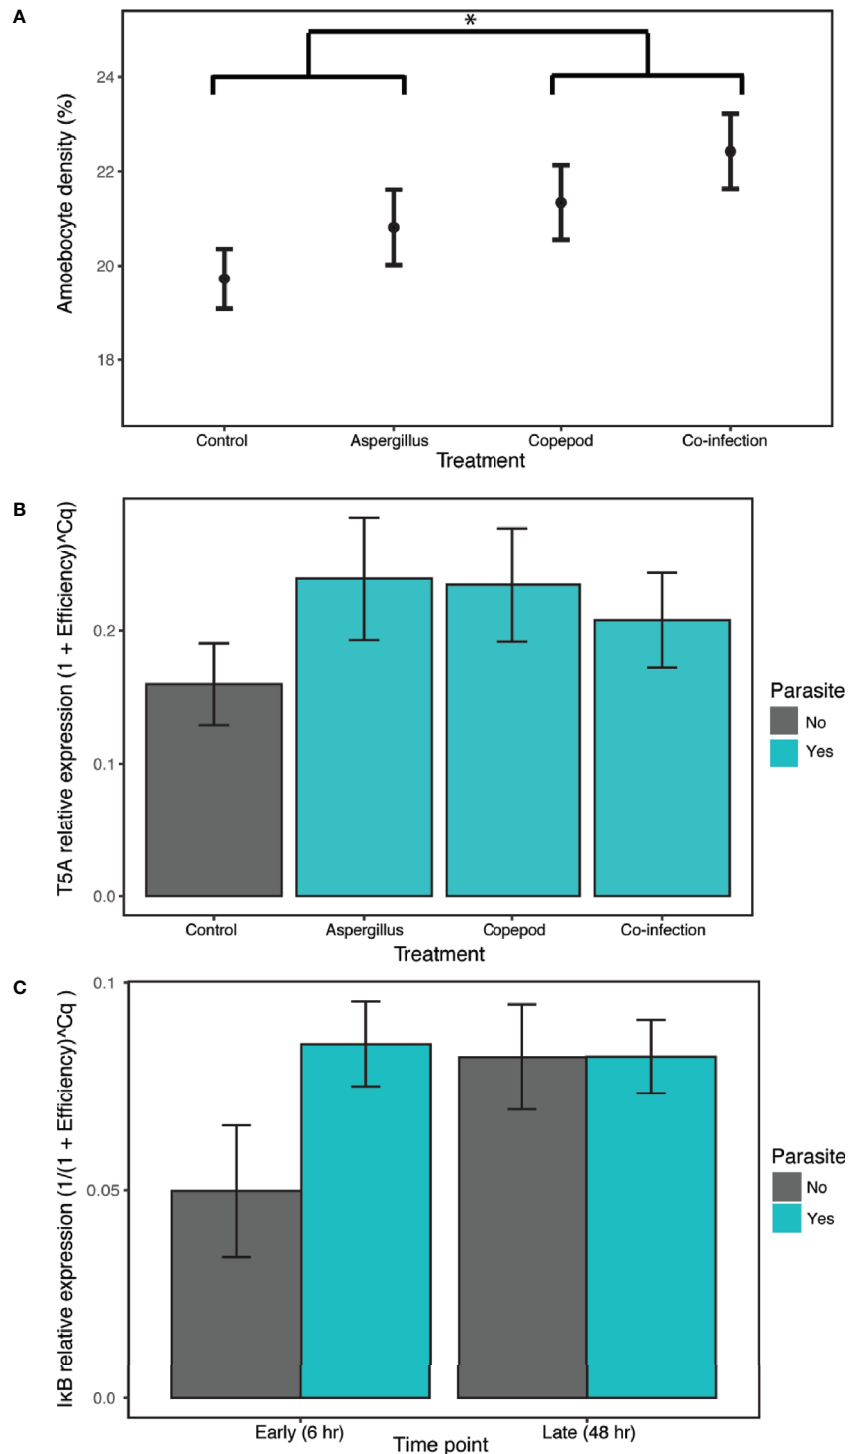 A
*
Amoebocyte density (%)
24
22
20
18
Control Aspergillus Copepod Co-infection
Treatment
B
T5A relative expression (1 + Efficiency)^Cq)
0.2
0.1
0.0
Control Aspergillus Copepod Co-infection
Treatment
Parasite
No
Yes
C
IκB relative expression (1/(1 + Efficiency)^Cq )
0.1
0.05
0.0
Early (6 hr) Late (48 hr)
Time point
Parasite
No
Yes